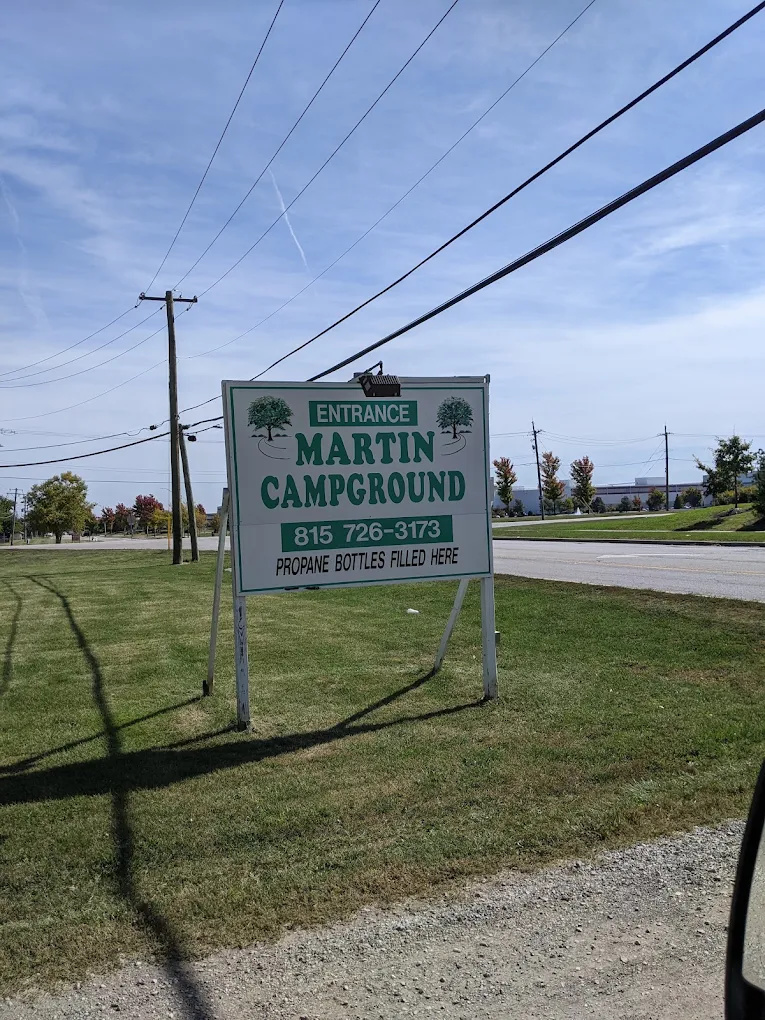 ENTRANCE
MARTIN
CAMPGROUND
815 726-3173
PROPANE BOTTLES FILLED HERE